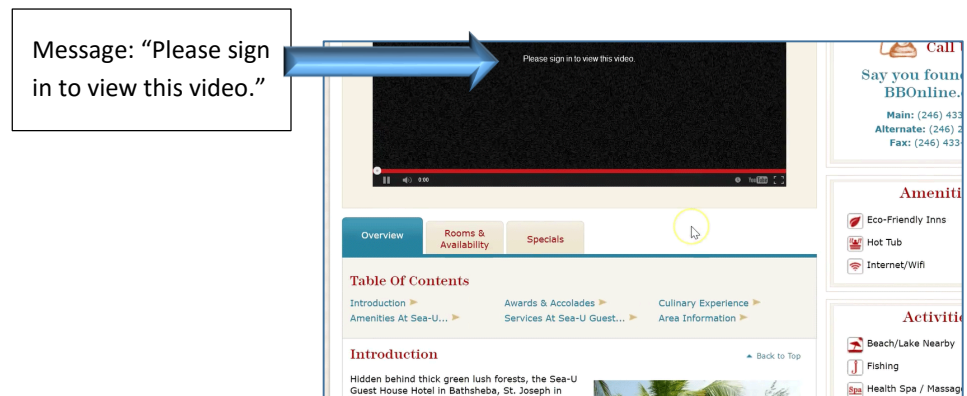 Message: “Please sign
in to view this video.”
Please sign in to view this video.
0:00
YouTube
Call
Say you foun
BBOnline.
Main: (246) 433
Alternate: (246) 2
Fax: (246) 433-
Overview
Rooms &
Availability
Specials
Table Of Contents
Introduction
Awards & Accolades
Culinary Experience
Amenities At Sea-U...
Services At Sea-U Guest...
Area Information
Introduction
Back to Top
Hidden behind thick green lush forests, the Sea-U
Guest House Hotel in Bathsheba, St. Joseph in
Ameniti
Eco-Friendly Inns
Hot Tub
Internet/Wifi
Activitie
Beach/Lake Nearby
Fishing
Spa Health Spa / Massag